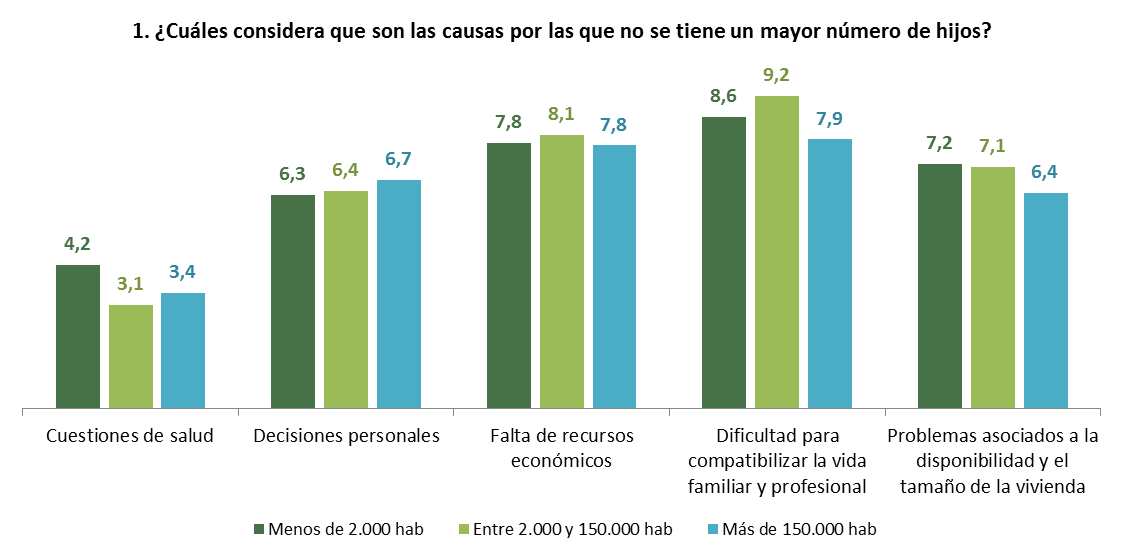 1. ¿Cuáles considera que son las causas por las que no se tiene un mayor número de hijos?
4,2
3,1
3,4
6,3
6,4
6,7
7,8
8,1
7,8
8,6
9,2
7,9
7,2
7,1
6,4
Cuestiones de salud
Decisiones personales
Falta de recursos
económicos
Dificultad para
compatibilizar la vida
familiar y profesional
Problemas asociados a la
disponibilidad y el
tamaño de la vivienda
Menos de 2.000 hab
Entre 2.000 y 150.000 hab
Más de 150.000 hab